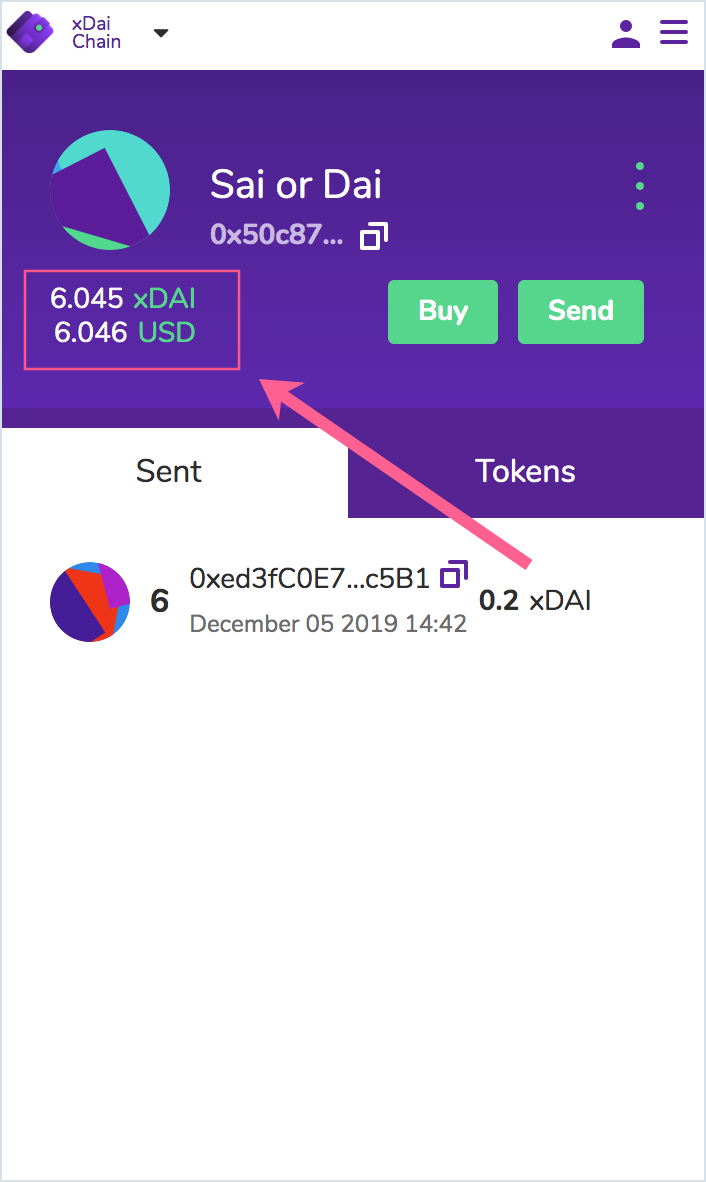 xDai
Chain
Sai or Dai
0x50c87...
6.045 xDAI
6.046 USD
Buy
Send
Sent
Tokens
6
0xed3fC0E7...c5B1
December 05 2019 14:42
0.2 xDAI